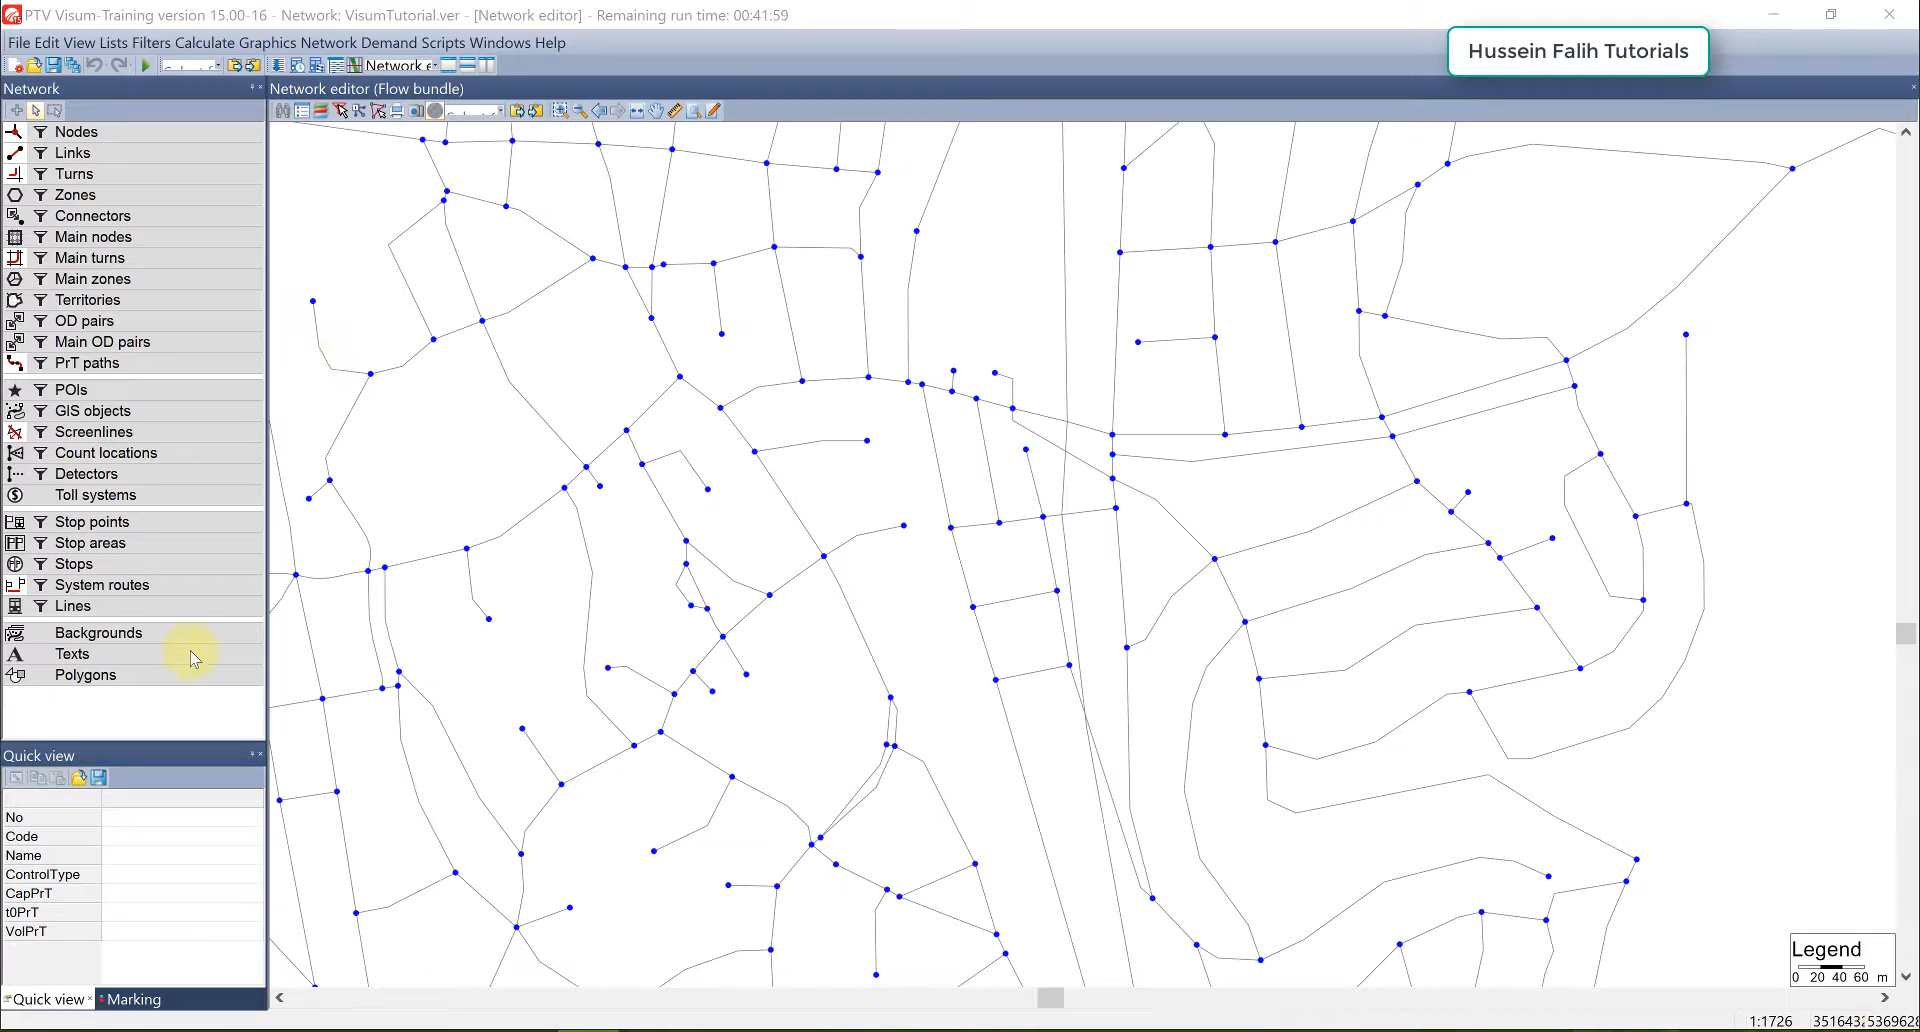 PTV Visum-Training version 15.00-16 - Network: VisumTutorial.ver - [Network editor] - Remaining run time: 00:41:59
Hussein Falih Tutorials
File Edit View Lists Filters Calculate Graphics Network Demand Scripts Windows Help
Network
Network editor (Flow bundle)
Nodes
Links
Turns
Zones
Connectors
Main nodes
Main turns
Main zones
Territories
OD pairs
Main OD pairs
PrT paths
POIs
GIS objects
Screenlines
Count locations
Detectors
Toll systems
Stop points
Stop areas
Stops
System routes
Lines
Backgrounds
Texts
Polygons
Quick view
No
Code
Name
ControlType
CapPrT
t0PrT
VolPrT
Quick view
Marking
Legend
0 20 40 60 m
1:1726